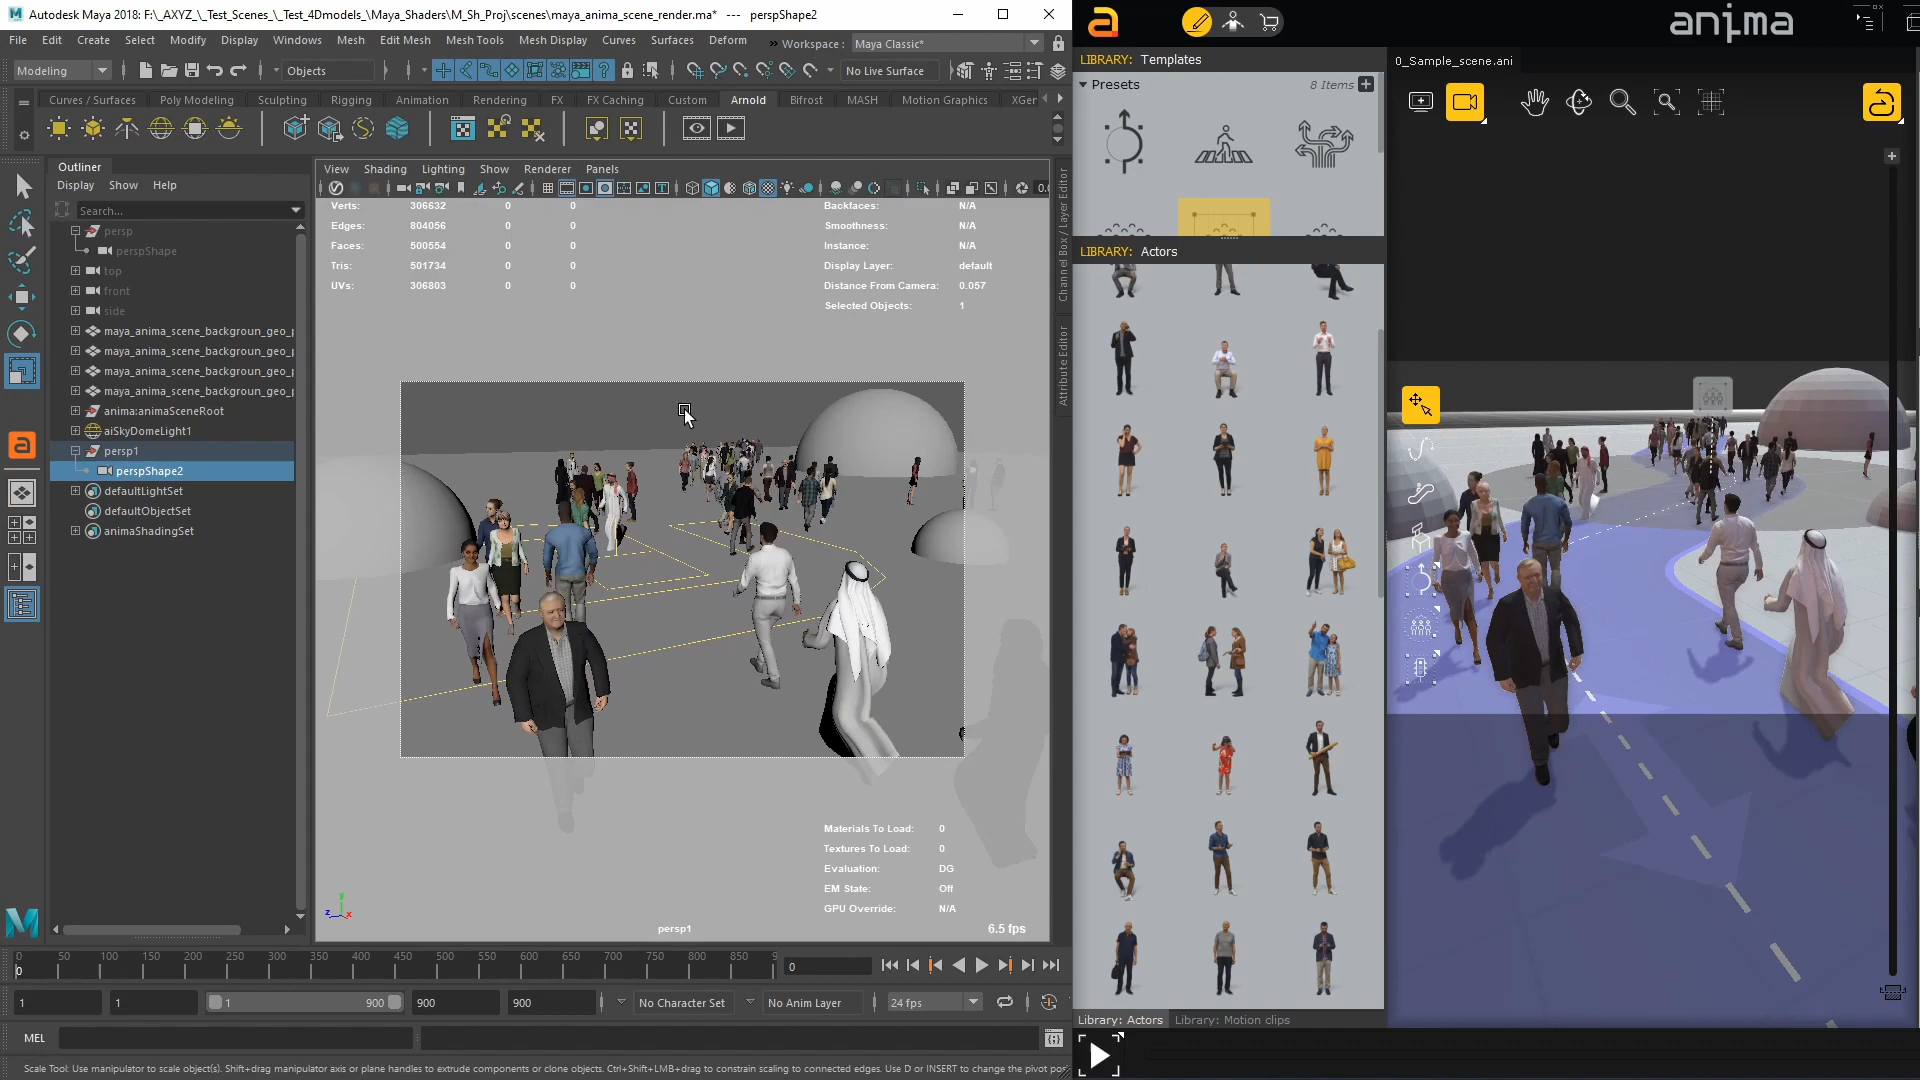 Autodesk Maya 2018: F:\_AXYZ_\_Test_Scenes_\_Test_4Dmodels_\Maya_Shaders\M_Sh_Proj\scenes\maya_anima_scene_render.ma* --- perspShape2
File Edit Create Select Modify Display Windows Mesh Edit Mesh Mesh Tools Mesh Display Curves Surfaces Deform » Workspace : Maya Classic*
Modeling Objects No Live Surface
Curves / Surfaces Poly Modeling Sculpting Rigging Animation Rendering FX FX Caching Custom Arnold Bifrost MASH Motion Graphics XGer
Outliner
Display Show Help
Search...
persp
perspShape
top
front
side
maya_anima_scene_backgroun_geo_p
maya_anima_scene_backgroun_geo_p
maya_anima_scene_backgroun_geo_p
maya_anima_scene_backgroun_geo_p
anima:animaSceneRoot
aiSkyDomeLight1
persp1
perspShape2
defaultLightSet
defaultObjectSet
animaShadingSet
View Shading Lighting Show Renderer Panels
0.0
Verts: 306632 0 0
Edges: 804056 0 0
Faces: 500554 0 0
Tris: 501734 0 0
UVs: 306803 0 0
Backfaces: N/A
Smoothness: N/A
Instance: N/A
Display Layer: default
Distance From Camera: 0.057
Selected Objects: 1
Materials To Load: 0
Textures To Load: 0
Evaluation: DG
EM State: Off
GPU Override: N/A
persp1
6.5 fps
z y x
Channel Box / Layer Editor
Attribute Editor
0 50 100 150 200 250 300 350 400 450 500 550 600 650 700 750 800 850 9
0
0
1 1 1 900 900 900 No Character Set No Anim Layer 24 fps
MEL
Scale Tool: Use manipulator to scale object(s). Shift+drag manipulator axis or plane handles to extrude components or clone objects. Ctrl+Shift+LMB+drag to constrain scaling to connected edges. Use D or INSERT to change the pivot pos
a
anima
LIBRARY: Templates
Presets 8 Items
LIBRARY: Actors
Library: Actors Library: Motion clips
0_Sample_scene.ani